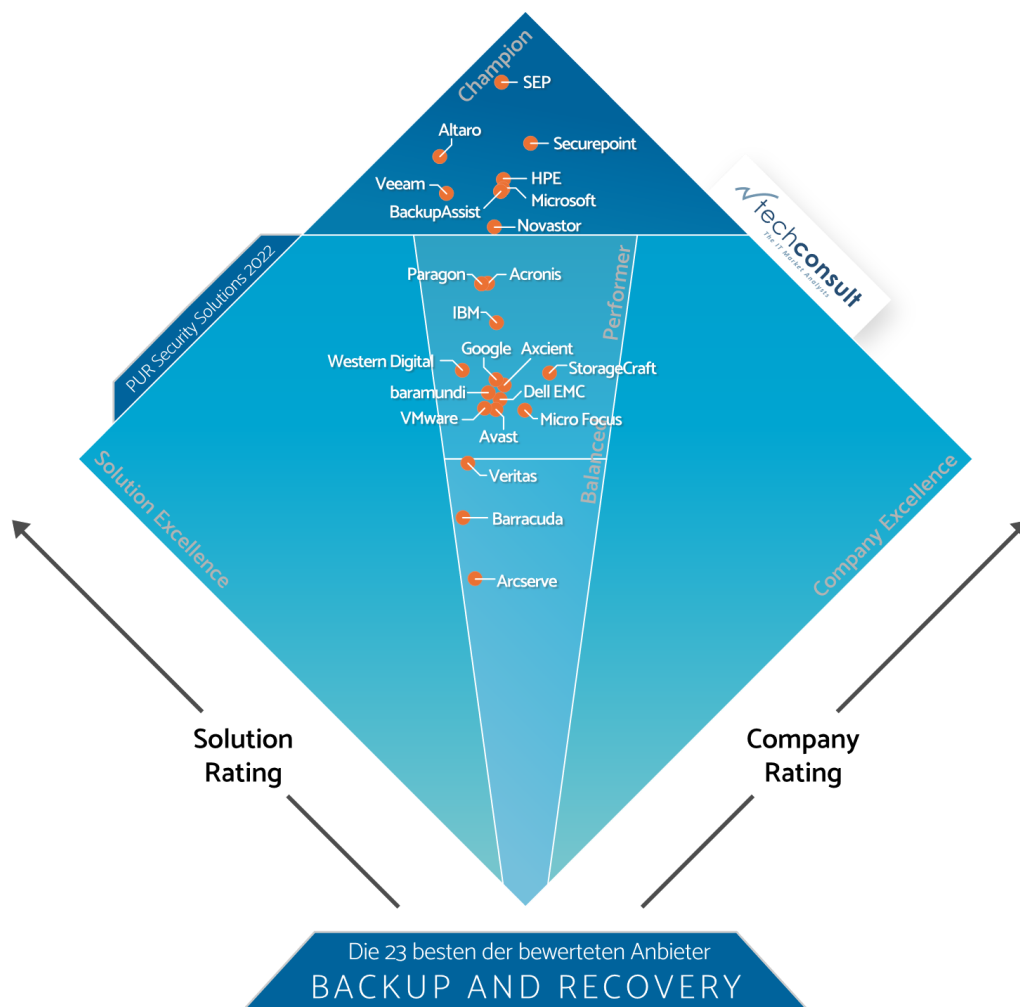 Champion
SEP
Altaro
Securepoint
HPE
Veeam
Microsoft
BackupAssist
Novastor
techconsult
The IT Market Analysts
PUR Security Solutions 2022
Performer
Paragon
Acronis
IBM
Google
Axcient
Western Digital
StorageCraft
baramundi
Dell EMC
VMware
Micro Focus
Avast
Balanced
Solution Excellence
Company Excellence
Veritas
Barracuda
Arcserve
Solution
Rating
Company
Rating
Die 23 besten der bewerteten Anbieter
BACKUP AND RECOVERY